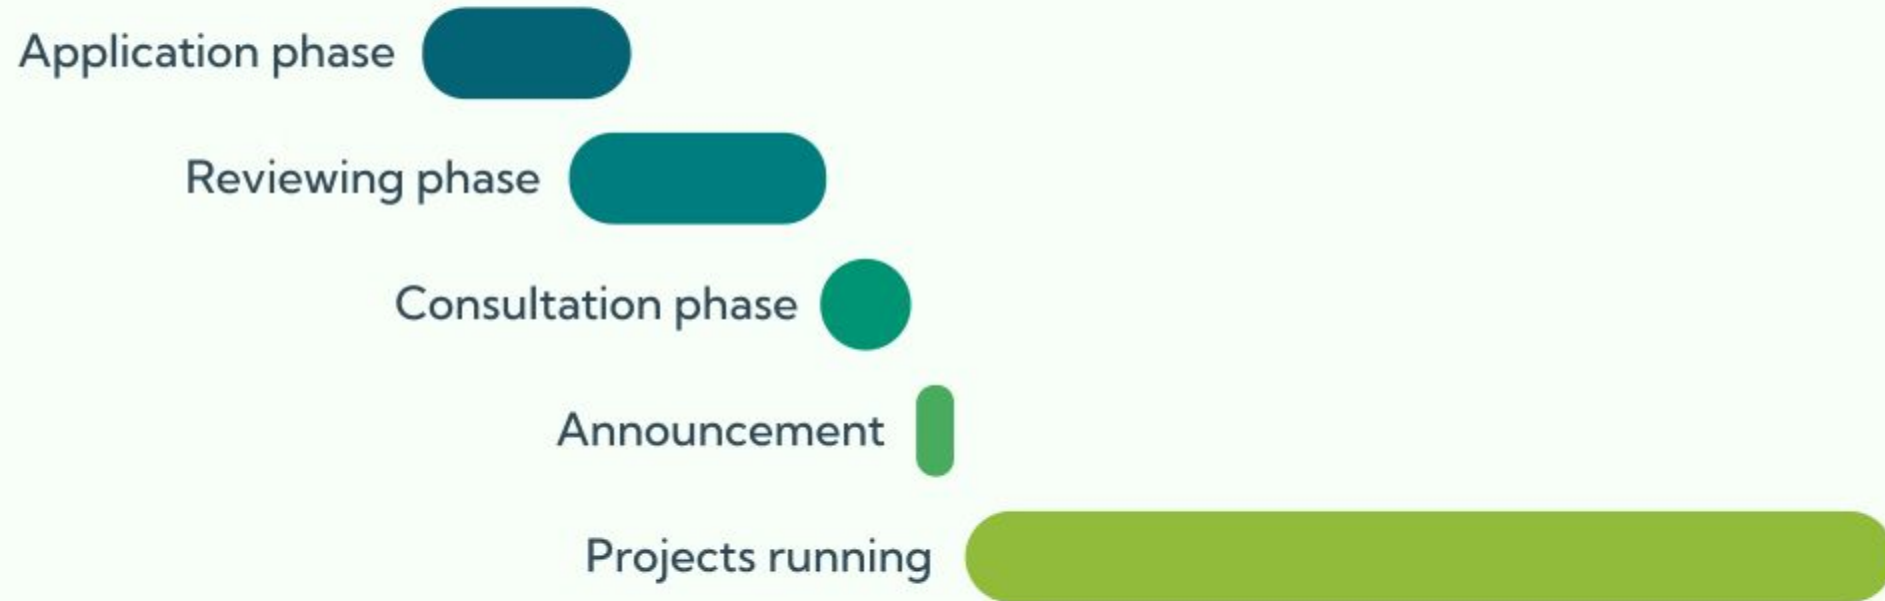 Application phase
Reviewing phase
Consultation phase
Announcement
Projects running